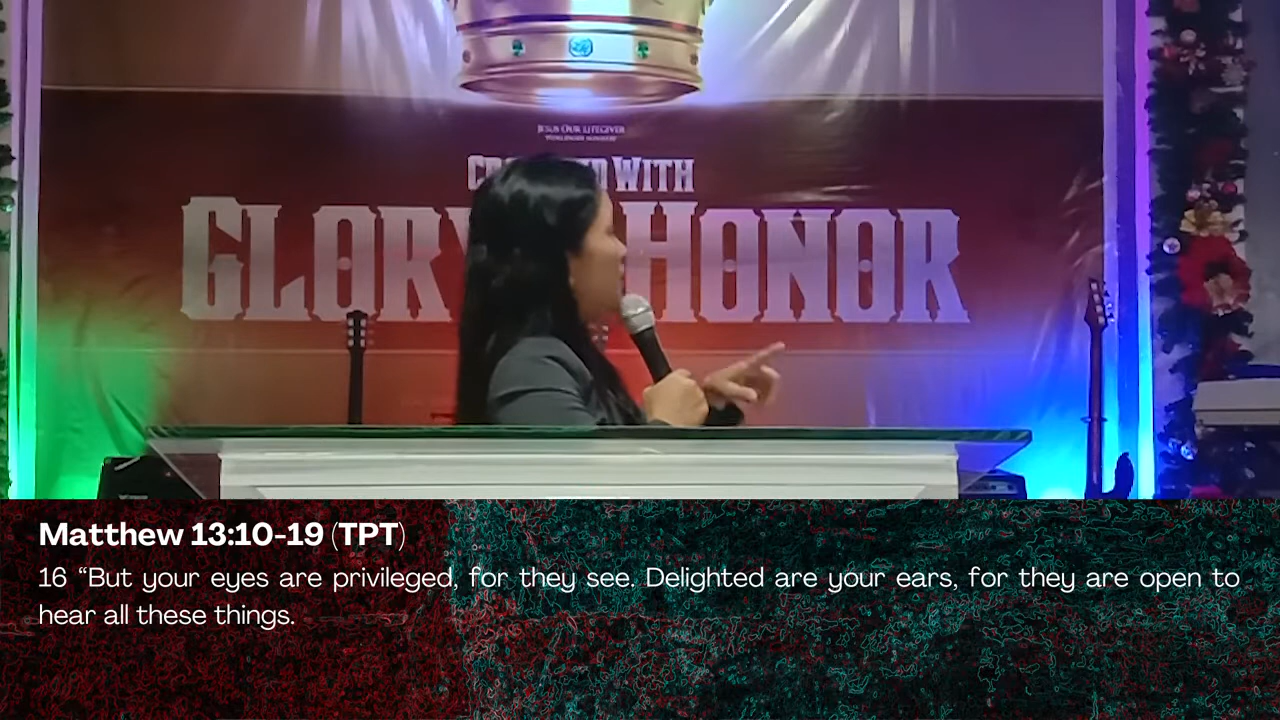 JESUS OUR LIFEGIVER
WITH
GLORY HONOR
Matthew 13:10-19 (TPT)
16 “But your eyes are privileged, for they see. Delighted are your ears, for they are open to
hear all these things.